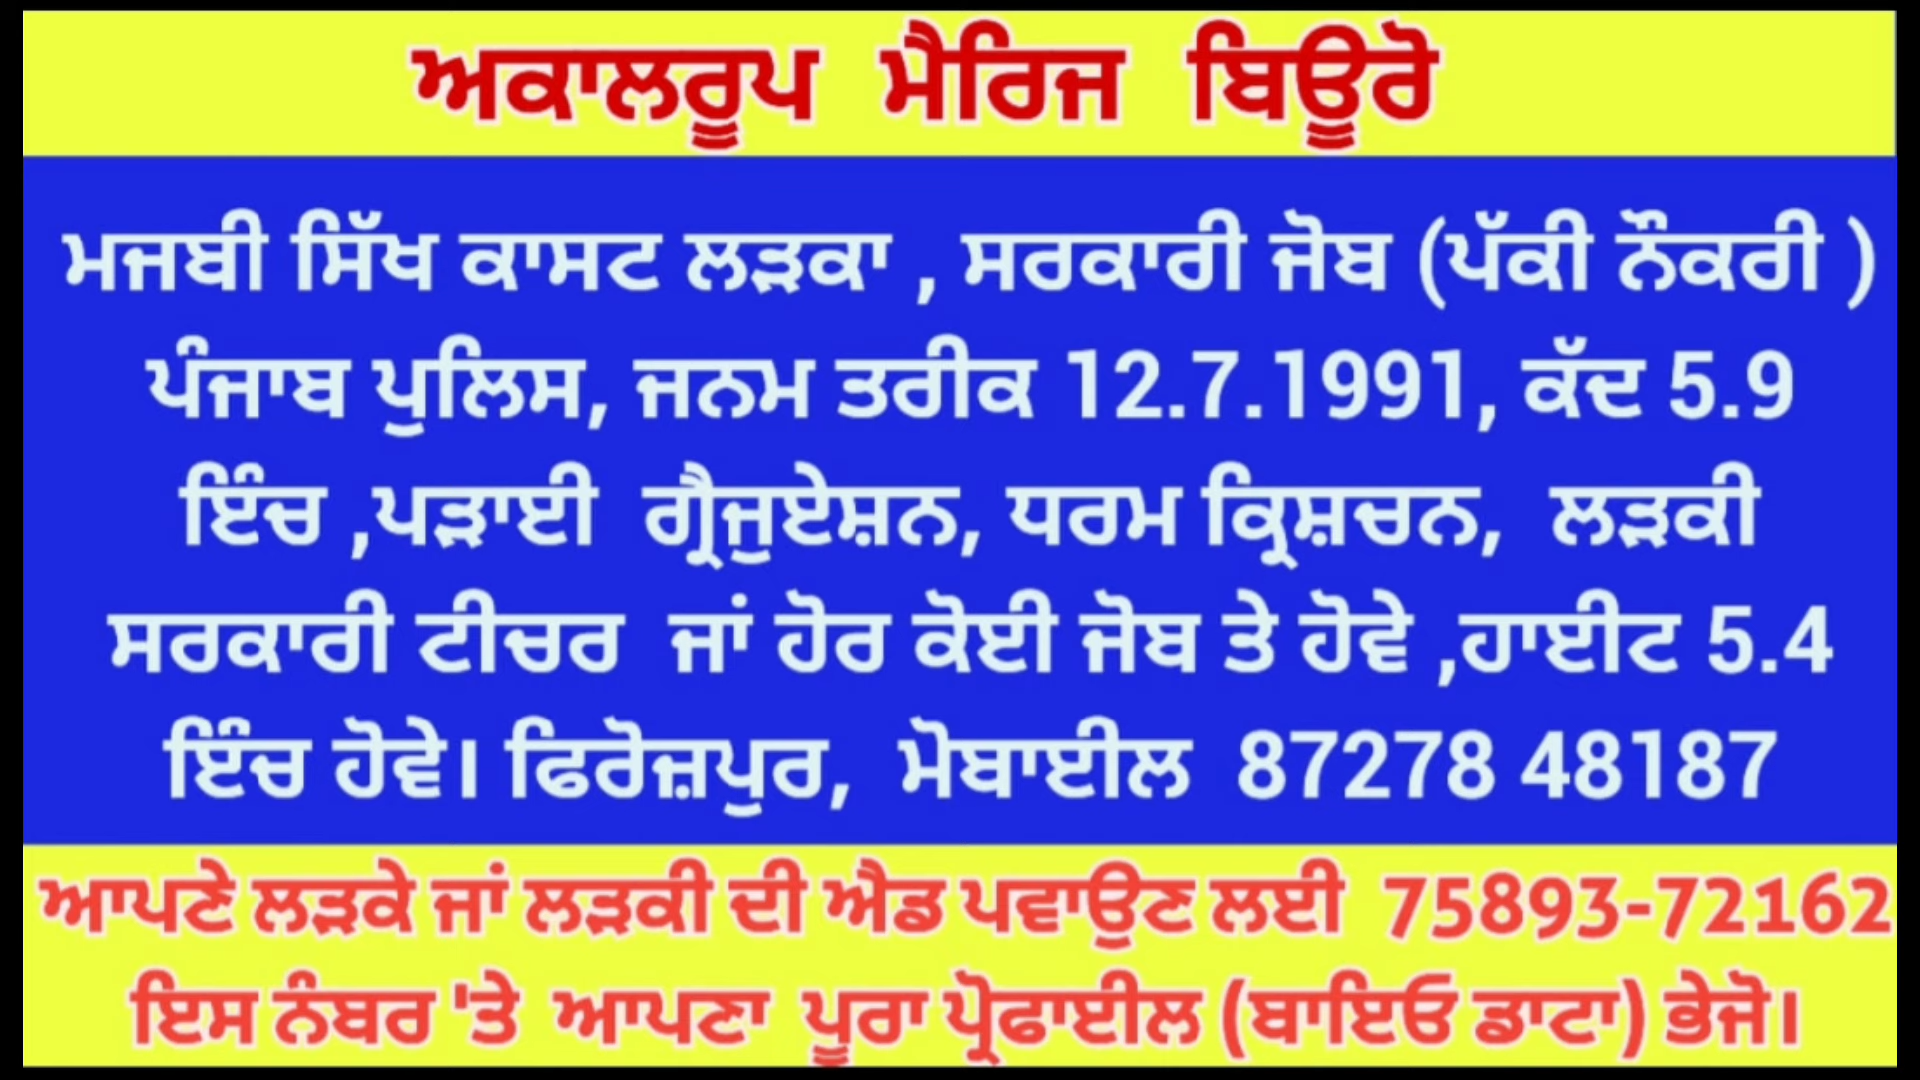 ਅਕਾਲਰੂਪ ਮੈਰਿਜ ਬਿਊਰੋ
ਮਜਬੀ ਸਿੱਖ ਕਾਸਟ ਲੜਕਾ , ਸਰਕਾਰੀ ਜੋਬ (ਪੱਕੀ ਨੌਕਰੀ )
ਪੰਜਾਬ ਪੁਲਿਸ, ਜਨਮ ਤਰੀਕ 12.7.1991, ਕੱਦ 5.9
ਇੰਚ ,ਪੜਾਈ ਗ੍ਰੈਜੁਏਸ਼ਨ, ਧਰਮ ਕ੍ਰਿਸ਼ਚਨ, ਲੜਕੀ
ਸਰਕਾਰੀ ਟੀਚਰ ਜਾਂ ਹੋਰ ਕੋਈ ਜੋਬ ਤੇ ਹੋਵੇ ,ਹਾਈਟ 5.4
ਇੰਚ ਹੋਵੇ। ਫਿਰੋਜ਼ਪੁਰ, ਮੋਬਾਈਲ 87278 48187
ਆਪਣੇ ਲੜਕੇ ਜਾਂ ਲੜਕੀ ਦੀ ਐਡ ਪਵਾਉਣ ਲਈ 75893-72162
ਇਸ ਨੰਬਰ 'ਤੇ ਆਪਣਾ ਪੂਰਾ ਪ੍ਰੋਫਾਈਲ (ਬਾਇਓ ਡਾਟਾ) ਭੇਜੋ।